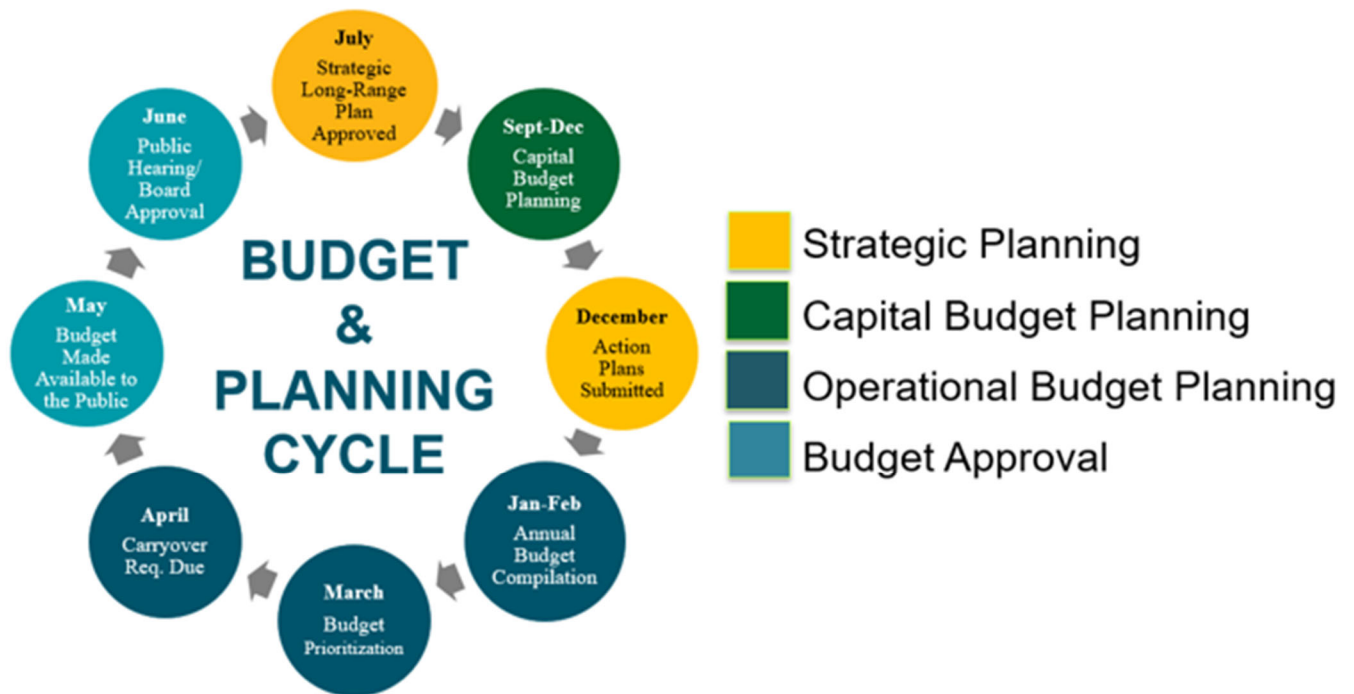 July
Strategic
Long-Range
Plan
Approved
Sept-Dec
Capital
Budget
Planning
December
Action
Plans
Submitted
Jan-Feb
Annual
Budget
Compilation
March
Budget
Prioritization
April
Carryover
Req. Due
May
Budget
Made
Available to
the Public
June
Public
Hearing/
Board
Approval
BUDGET
&
PLANNING
CYCLE
Strategic Planning
Capital Budget Planning
Operational Budget Planning
Budget Approval